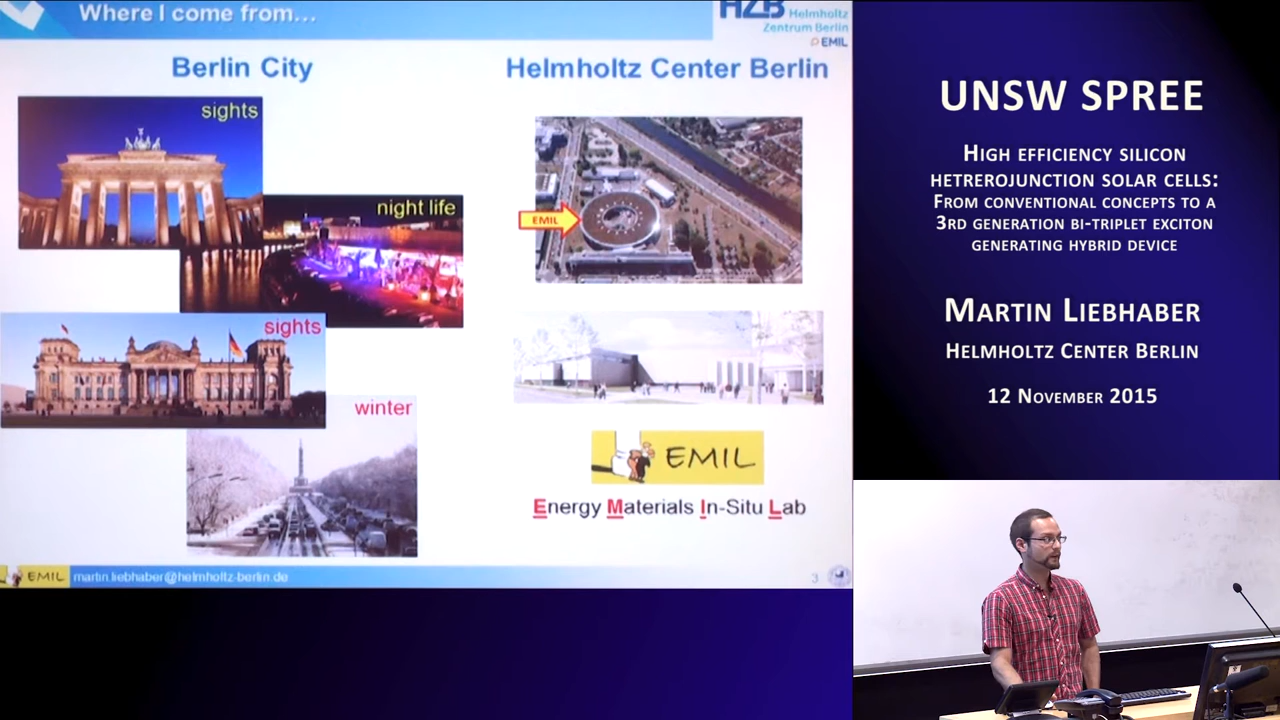 Where I come from...
HZB Helmholtz
Zentrum Berlin
EMIL
Berlin City
Helmholtz Center Berlin
sights
night life
EMIL
sights
winter
EMIL
Energy Materials In-Situ Lab
EMIL martin.liebhaber@helmholtz-berlin.de
3
UNSW SPREE
High efficiency silicon
hetrerojunction solar cells:
From conventional concepts to a
3rd generation bi-triplet exciton
generating hybrid device
Martin Liebhaber
Helmholtz Center Berlin
12 November 2015